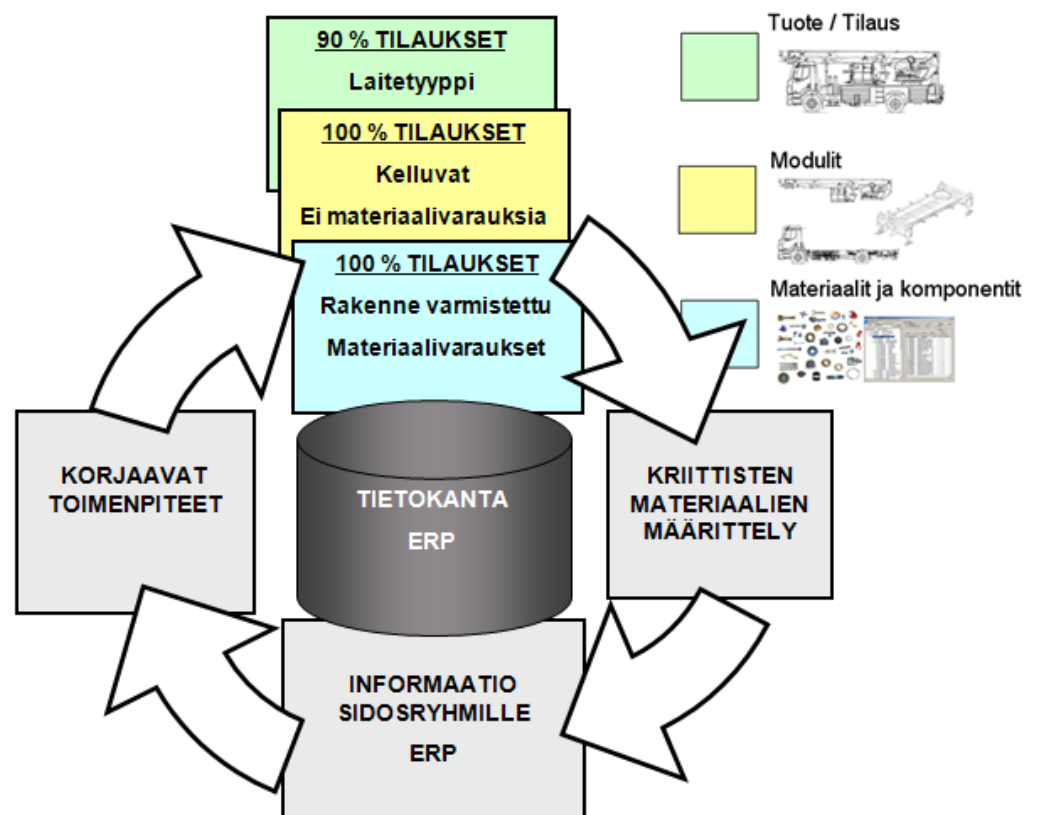 90 % TILAUKSET
Laitetyyppi
100 % TILAUKSET
Kelluvat
Ei materiaalivarauksia
100 % TILAUKSET
Rakenne varmistettu
Materiaalivaraukset
Tuote / Tilaus
Modulit
Materiaalit ja komponentit
KORJAAVAT
TOIMENPITEET
TIETOKANTA
ERP
KRIITTISTEN
MATERIAALIEN
MÄÄRITTELY
INFORMAATIO
SIDOSRYHMILLE
ERP